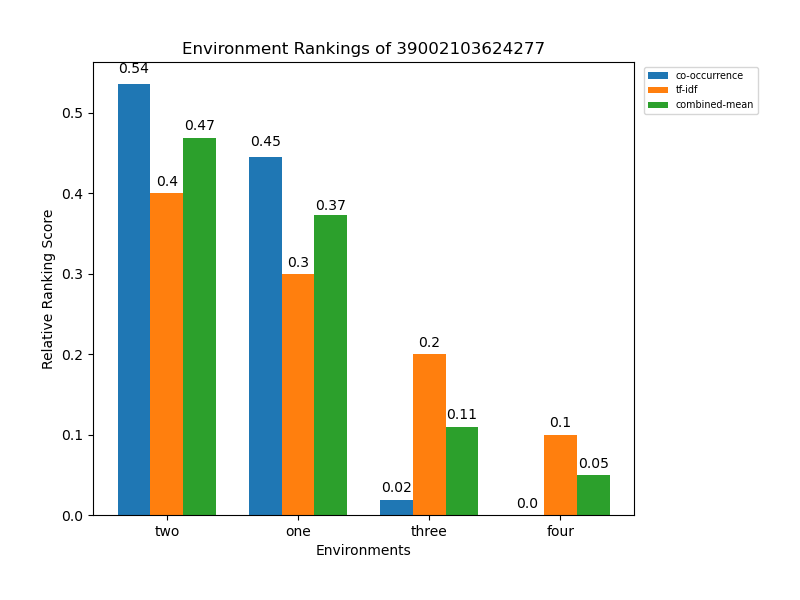 Environment Rankings of 39002103624277
co-occurrence
tf-idf
combined-mean
Relative Ranking Score
0.5
0.4
0.3
0.2
0.1
0.0
0.54
0.4
0.47
0.45
0.3
0.37
0.02
0.2
0.11
0.0
0.1
0.05
two
one
three
four
Environments